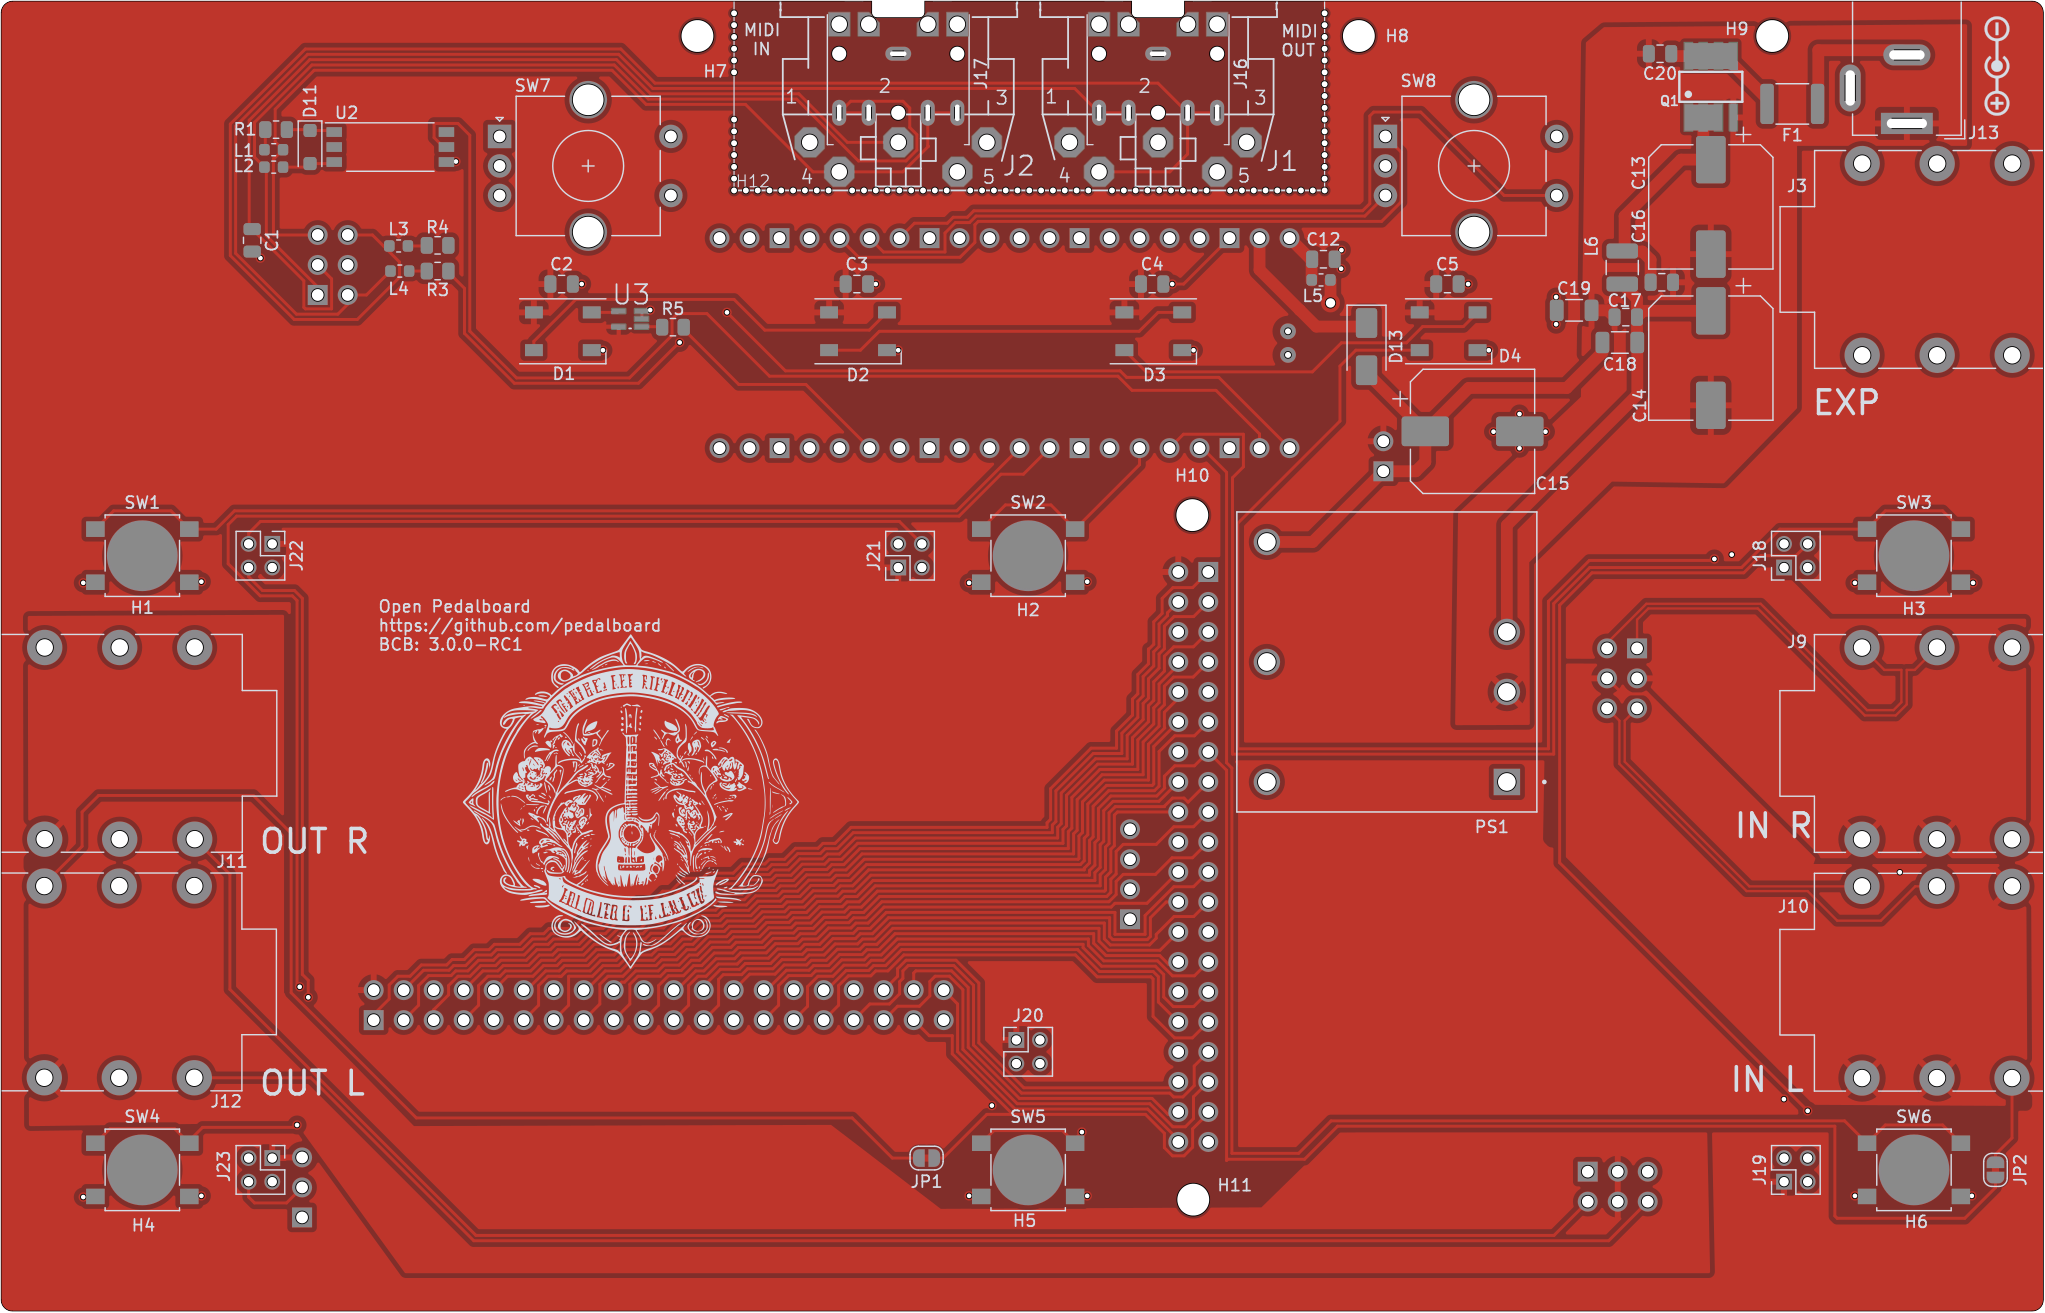 MIDI
IN
H7
J17
2
1
3
J2
4
5
H12
MIDI
OUT
J16
2
1
3
J1
4
5
H8
H9
C20
Q1
F1
J13
SW7
SW8
D11
U2
R1
L1
L2
C1
L3
R4
L4
R3
C2
C3
C4
C12
L5
C5
U3
R5
D1
D2
D3
D13
D4
C13
J3
C16
L6
C19
C17
C18
C14
EXP
C15
H10
SW1
SW2
SW3
J22
J21
J18
H1
H2
H3
Open Pedalboard
https://github.com/pedalboard
BCB: 3.0.0-RC1
J9
PS1
IN R
OUT R
J11
J10
J20
IN L
OUT L
J12
SW4
SW5
SW6
J23
JP1
H11
J19
JP2
H4
H5
H6